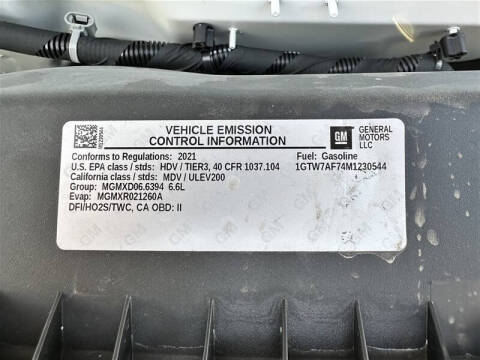 VEHICLE EMISSION
CONTROL INFORMATION
GM
GENERAL
MOTORS
LLC
Conforms to Regulations: 2021
Fuel: Gasoline
U.S. EPA class / stds: HDV / TIER3, 40 CFR 1037.104
1GTW7AF74M1230544
California class / stds: MDV / ULEV200
Group: MGMXD06.6394 6.6L
Evap: MGMXR021260A
DFI/HO2S/TWC, CA OBD: II